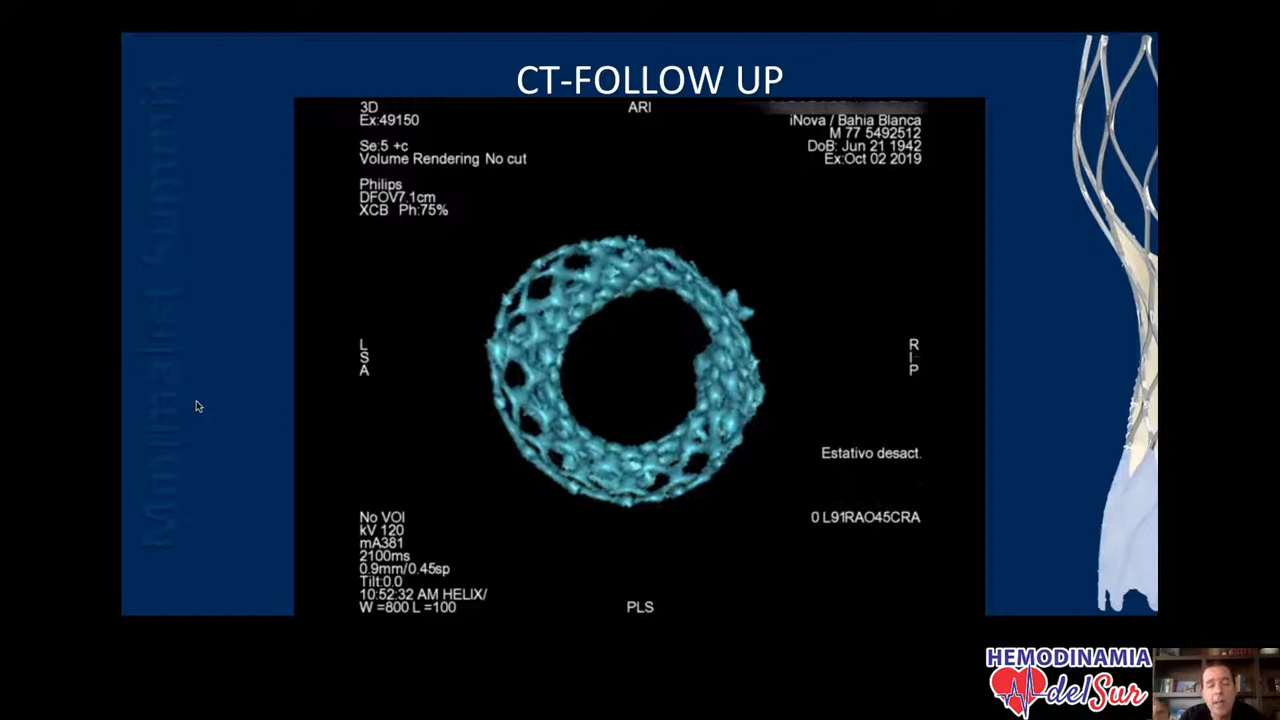 CT-FOLLOW UP
3D
Ex:49150
Se:5 +c
Volume Rendering No cut
Philips
DFOV7.1cm
XCB Ph:75%
ARI
iNova / Bahia Blanca
M 77 5492512
DoB: Jun 21 1942
Ex:Oct 02 2019
L
S
A
R
I
P
Estativo desact.
0 L91RAO45CRA
No VOI
kV 120
mA381
2100ms
0.9mm/0.45sp
Tilt:0.0
10:52:32 AM HELIX/
W =800 L =100
PLS
Minimalist Summit
HEMODINAMIA
del Sur